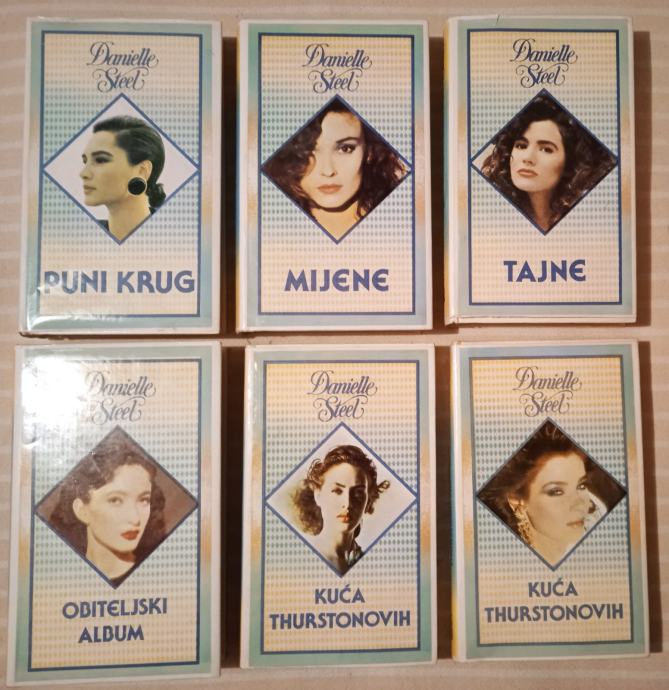 Danielle
Steel
PUNI KRUG
Danielle
Steel
MIJENE
Danielle
Steel
TAJNE
Danielle
Steel
OBITELJSKI
ALBUM
Danielle
Steel
KUĆA
THURSTONOVIH
Danielle
Steel
KUĆA
THURSTONOVIH